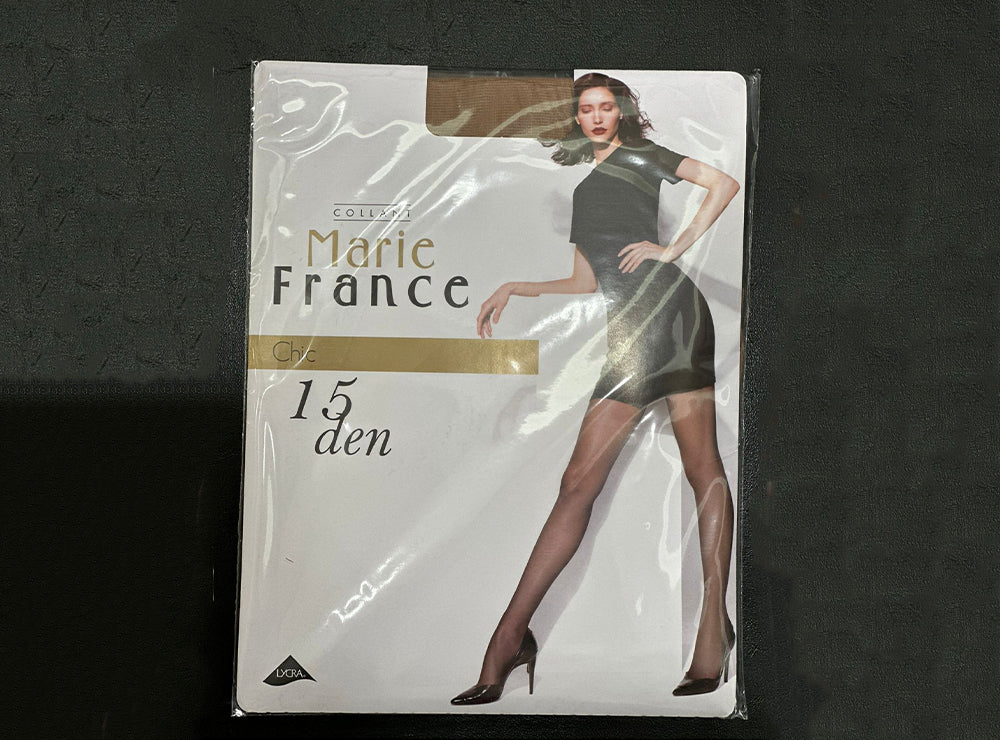 COLLANT
Marie
France
Chic
15
den
LYCRA